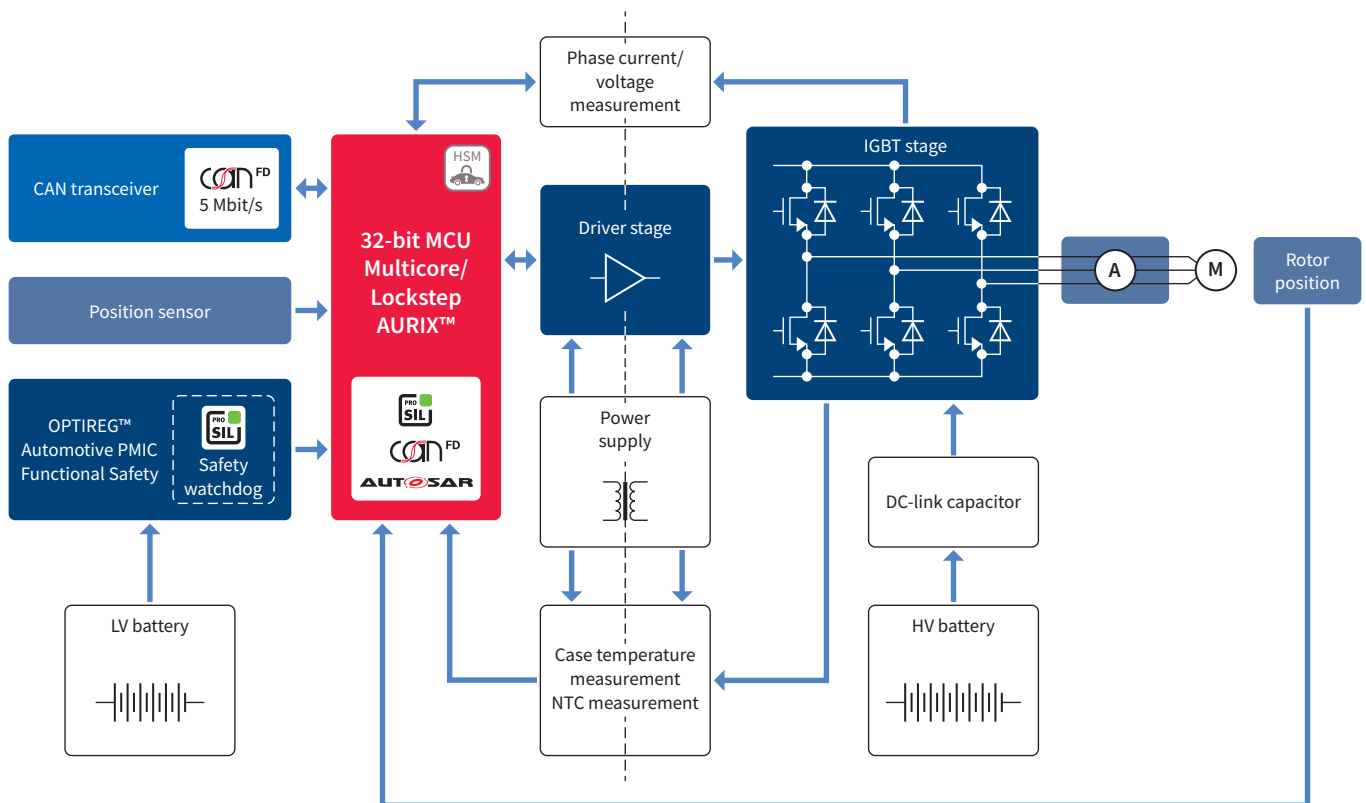 Phase current/
voltage
measurement
CAN transceiver
CAN FD
5 Mbit/s
HSM
32-bit MCU
Multicore/
Lockstep
AURIX™
Driver stage
IGBT stage
A
M
Rotor
position
Position sensor
OPTIREG™
Automotive PMIC
Functional Safety
PRO
SIL
Safety
watchdog
PRO
SIL
CAN FD
AUTOSAR
Power
supply
DC-link capacitor
LV battery
Case temperature
measurement
NTC measurement
HV battery